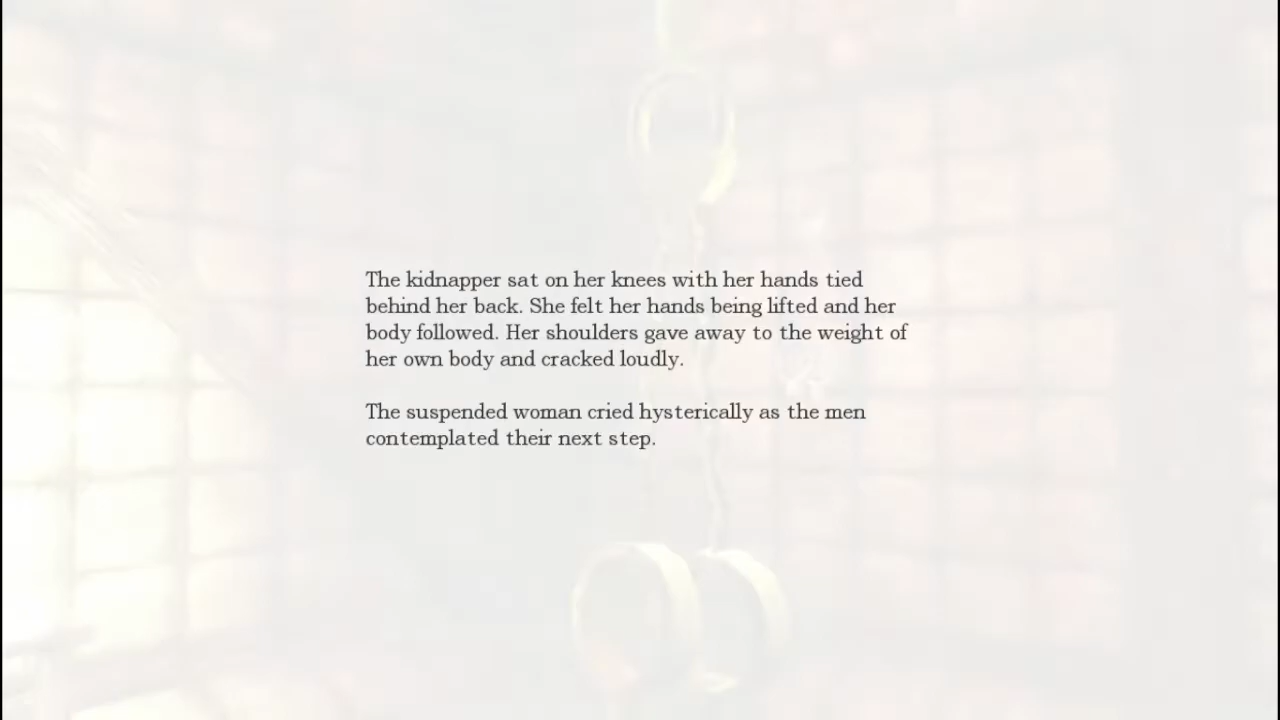 The kidnapper sat on her knees with her hands tied
behind her back. She felt her hands being lifted and her
body followed. Her shoulders gave away to the weight of
her own body and cracked loudly.
The suspended woman cried hysterically as the men
contemplated their next step.